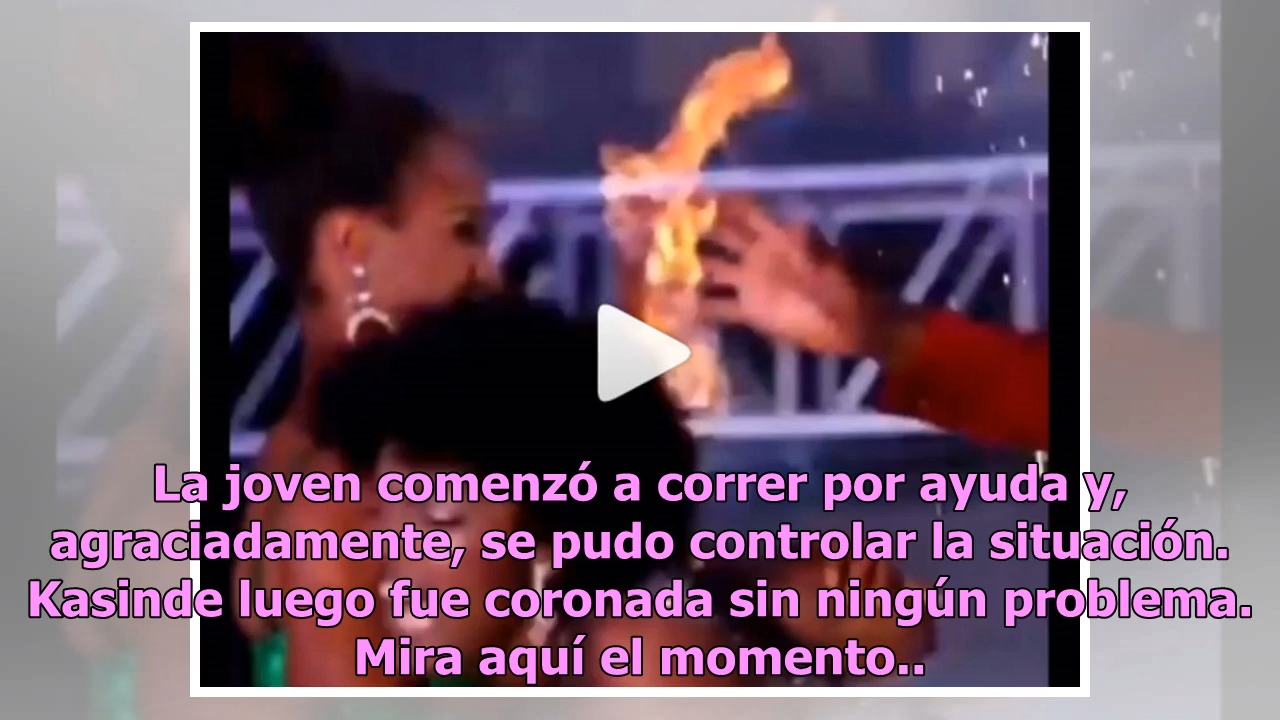 La joven comenzó a correr por ayuda y,
agraciadamente, se pudo controlar la situación.
Kasinde luego fue coronada sin ningún problema.
Mira aquí el momento..